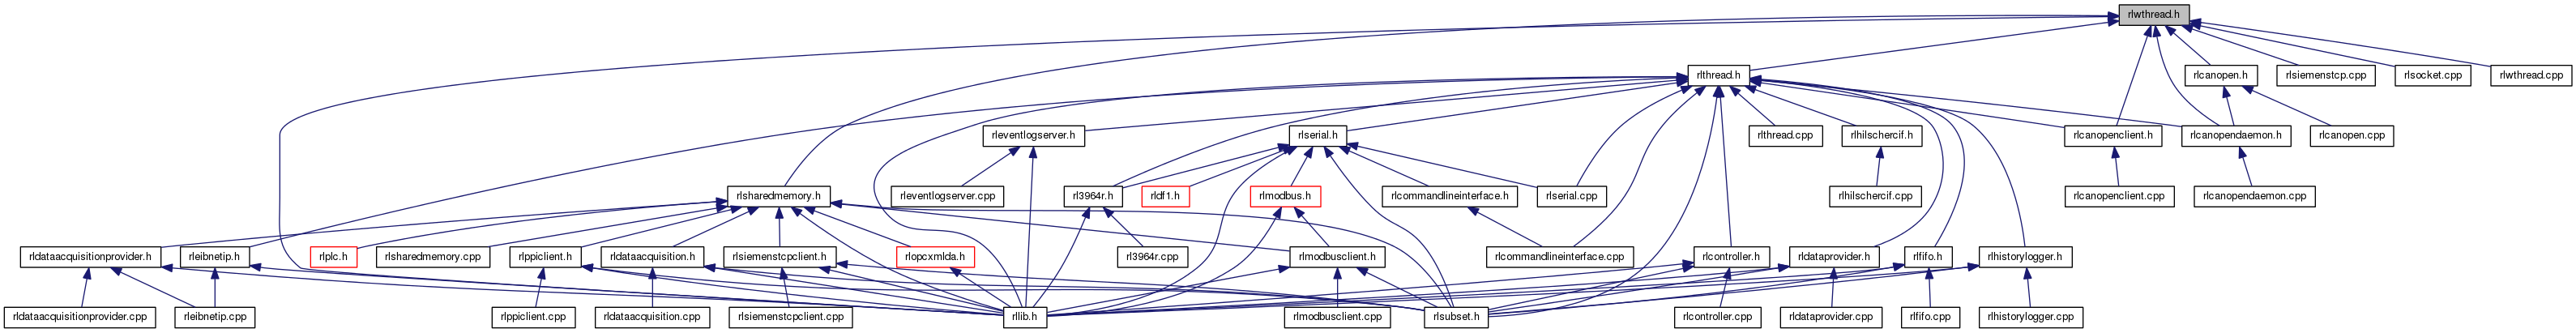 rlwthread.h
rlthread.h
rlcanopen.h
rlsiemenstcp.cpp
rlsocket.cpp
rlwthread.cpp
rleventlogserver.h
rlserial.h
rlthread.cpp
rlhilschercif.h
rlcanopenclient.h
rlcanopendaemon.h
rlcanopen.cpp
rlsharedmemory.h
rleventlogserver.cpp
rl3964r.h
rldf1.h
rlmodbus.h
rlcommandlineinterface.h
rlserial.cpp
rlhilschercif.cpp
rlcanopenclient.cpp
rlcanopendaemon.cpp
rldataacquisitionprovider.h
rleibnetip.h
rlplc.h
rlsharedmemory.cpp
rlppiclient.h
rldataacquisition.h
rlsiemenstcpclient.h
rlopcxmlda.h
rl3964r.cpp
rlmodbusclient.h
rlcommandlineinterface.cpp
rlcontroller.h
rldataprovider.h
rlfifo.h
rlhistorylogger.h
rldataacquisitionprovider.cpp
rleibnetip.cpp
rlppiclient.cpp
rldataacquisition.cpp
rlsiemenstcpclient.cpp
rllib.h
rlmodbusclient.cpp
rlsubset.h
rlcontroller.cpp
rldataprovider.cpp
rlfifo.cpp
rlhistorylogger.cpp